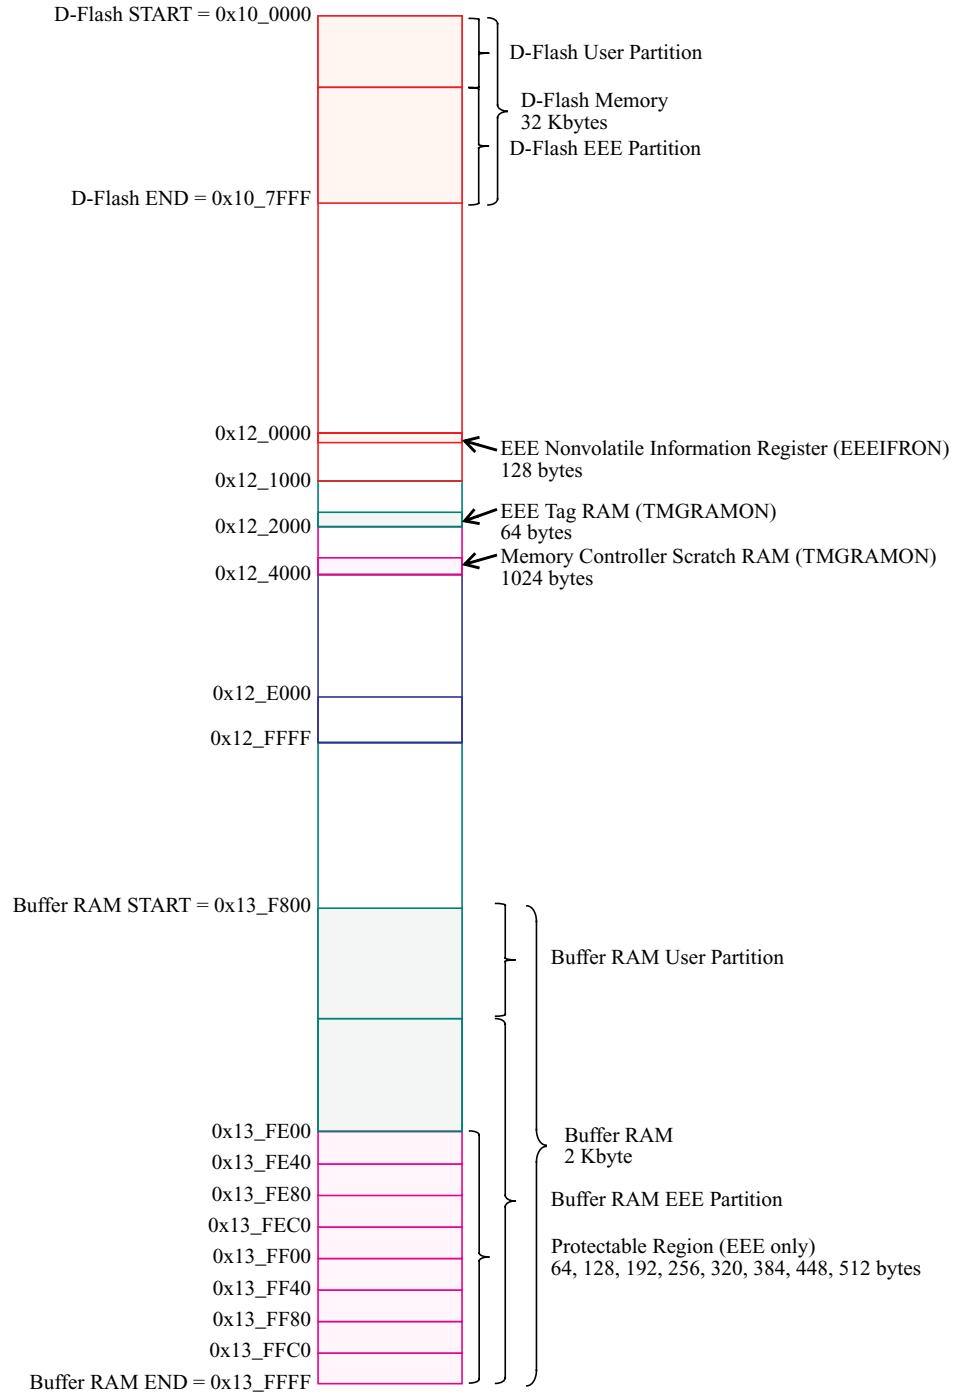 D-Flash START = 0x10_0000
D-Flash User Partition
D-Flash Memory
32 Kbytes
D-Flash EEE Partition
D-Flash END = 0x10_7FFF
0x12_0000
EEE Nonvolatile Information Register (EEEIFRON)
128 bytes
0x12_1000
EEE Tag RAM (TMGRAMON)
64 bytes
0x12_2000
Memory Controller Scratch RAM (TMGRAMON)
1024 bytes
0x12_4000
0x12_E000
0x12_FFFF
Buffer RAM START = 0x13_F800
Buffer RAM User Partition
0x13_FE00
Buffer RAM
2 Kbyte
0x13_FE40
0x13_FE80
Buffer RAM EEE Partition
0x13_FEC0
Protectable Region (EEE only)
64, 128, 192, 256, 320, 384, 448, 512 bytes
0x13_FF00
0x13_FF40
0x13_FF80
0x13_FFC0
Buffer RAM END = 0x13_FFFF